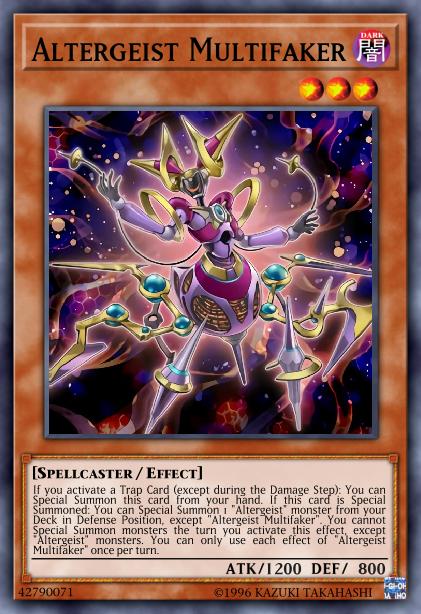 ALTERGEIST MULTIFAKER
DARK
闇
[SPELLCASTER / EFFECT]
If you activate a Trap Card (except during the Damage Step): You can
Special Summon this card from your hand. If this card is Special
Summoned: You can Special Summon 1 "Altergeist" monster from your
Deck in Defense Position, except "Altergeist Multifaker". You cannot
Special Summon monsters the turn you activate this effect, except
"Altergeist" monsters. You can only use each effect of "Altergeist
Multifaker" once per turn.
ATK/1200 DEF/ 800
42790071
©1996 KAZUKI TAKAHASHI